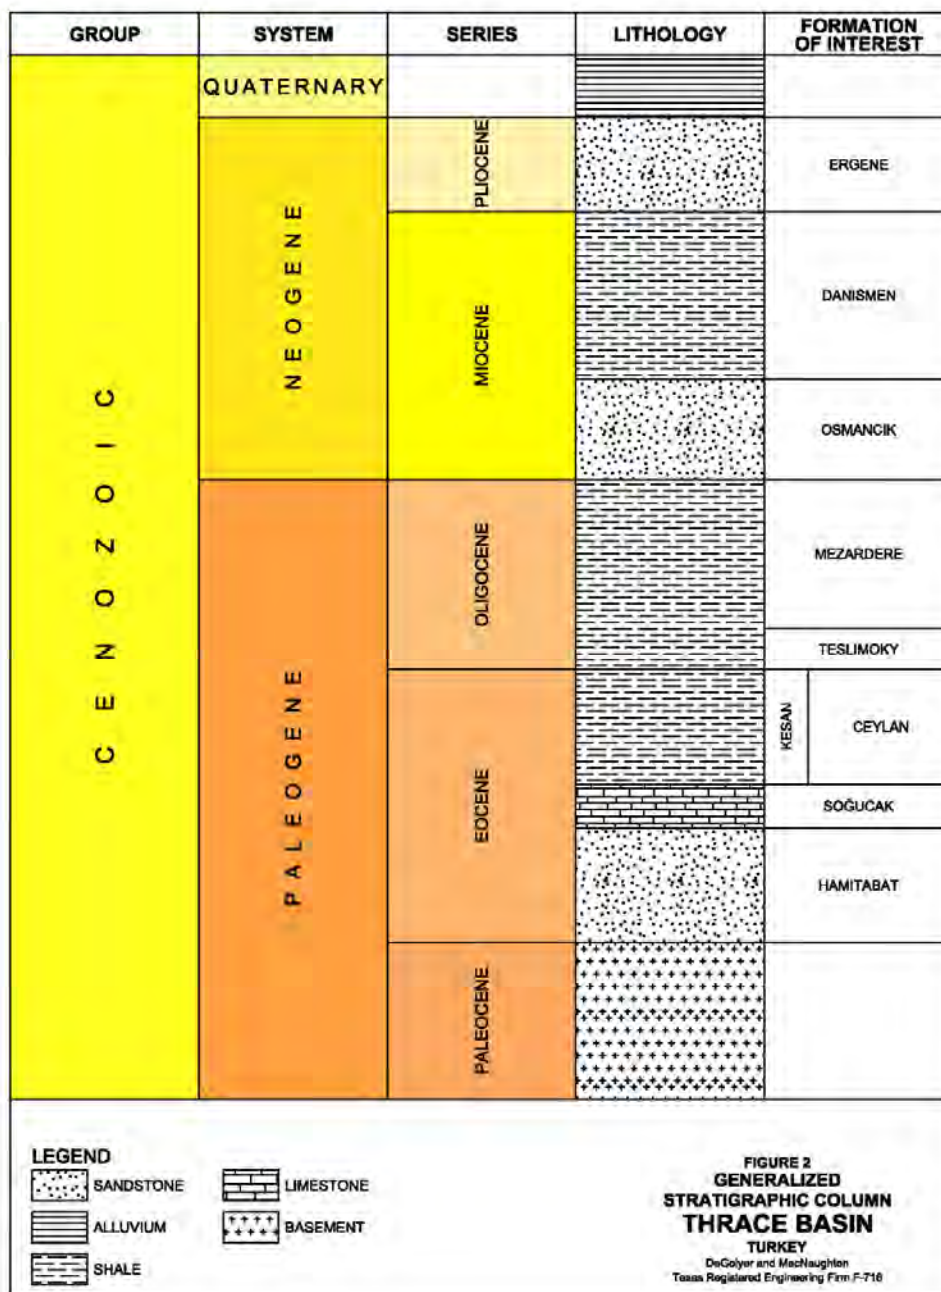 GROUP SYSTEM SERIES LITHOLOGY FORMATION OF INTEREST
CENOZOIC
QUATERNARY
NEOGENE
PLIOCENE
ERGENE
MIOCENE
DANISMEN
OSMANCIK
PALEOGENE
OLIGOCENE
MEZARDERE
TESLIMOKY
EOCENE
KESAN
CEYLAN
SOĞUCAK
HAMITABAT
PALEOCENE
LEGEND
SANDSTONE
LIMESTONE
ALLUVIUM
BASEMENT
SHALE
FIGURE 2
GENERALIZED
STRATIGRAPHIC COLUMN
THRACE BASIN
TURKEY
DeGolyer and MacNaughton
Texas Registered Engineering Firm F-716